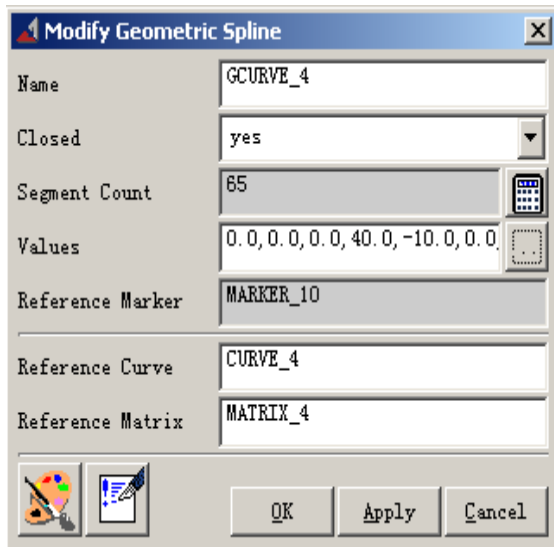 Modify Geometric Spline
Name GCURVE_4
Closed yes
Segment Count 65
Values 0.0, 0.0, 0.0, 40.0, -10.0, 0.0,
Reference Marker MARKER_10
Reference Curve CURVE_4
Reference Matrix MATRIX_4
OK Apply Cancel